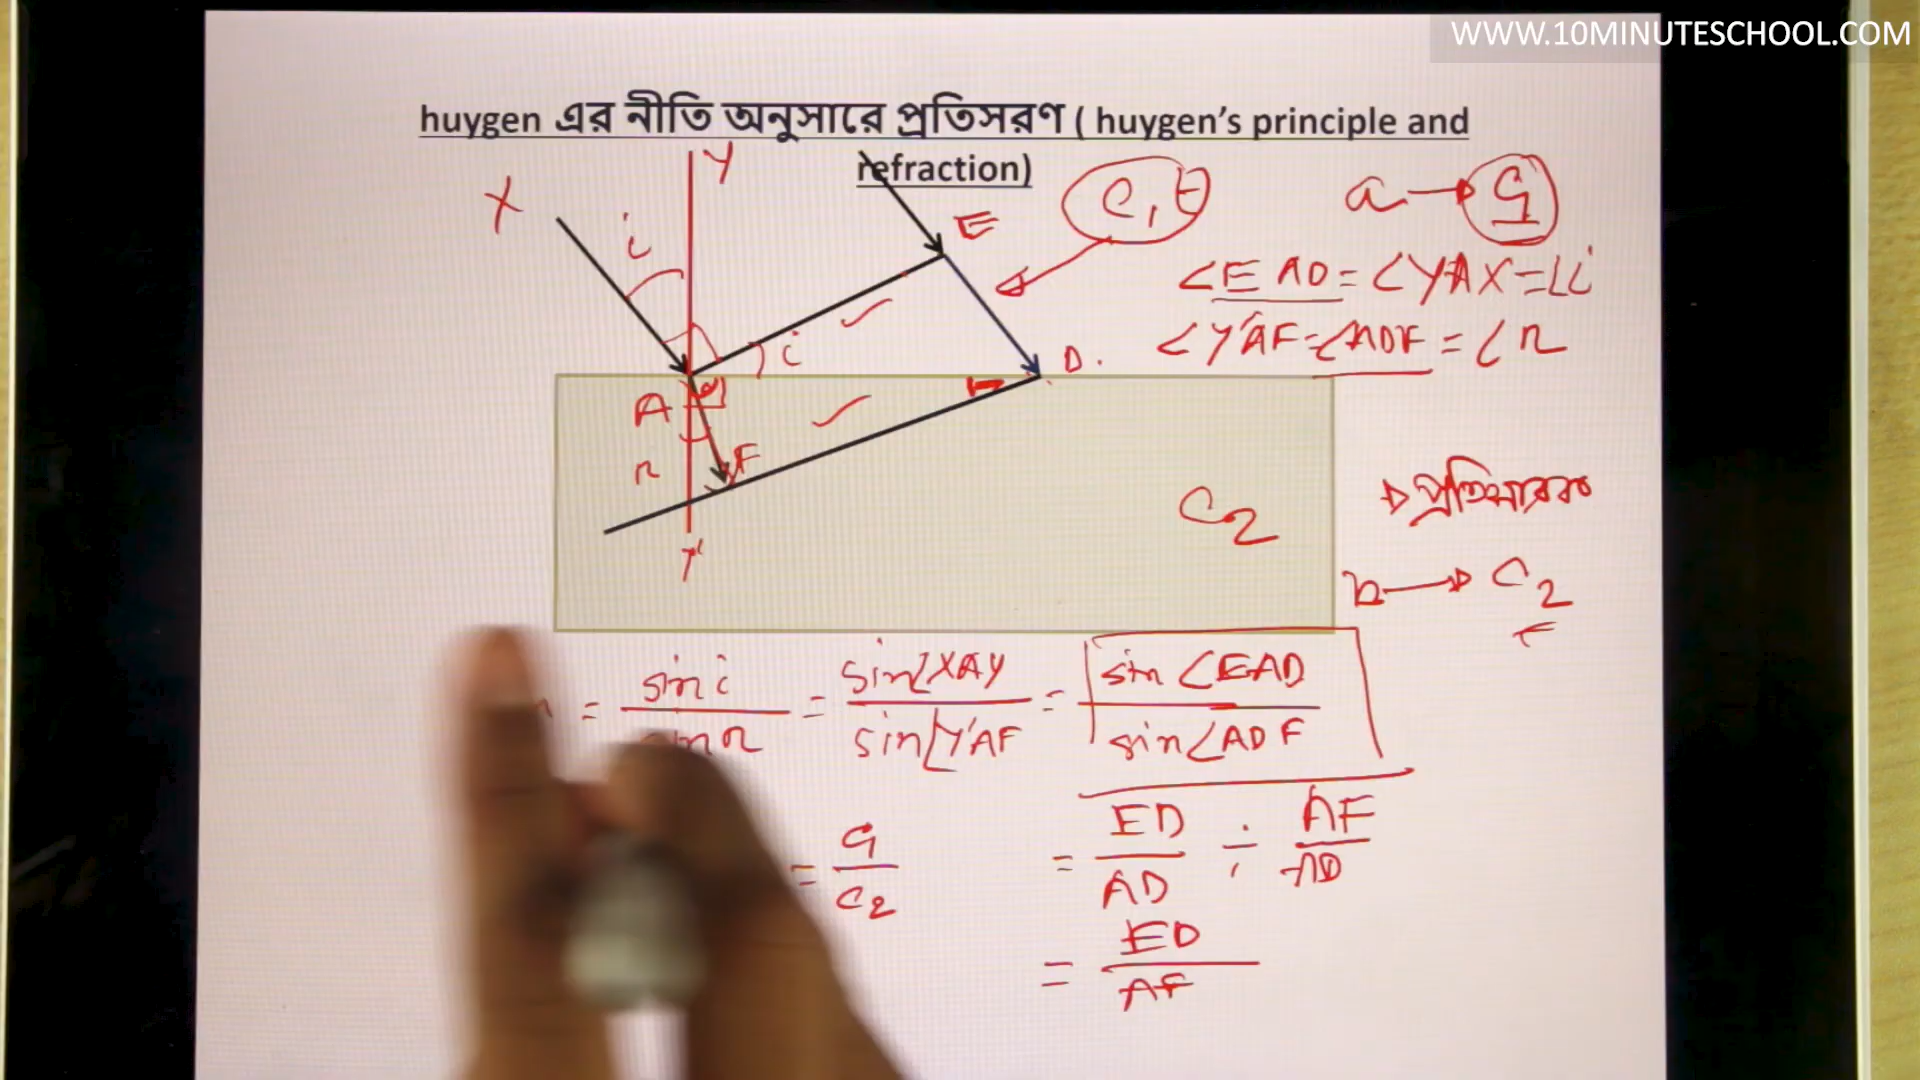 WWW.10MINUTESCHOOL.COM
huygen এর নীতি অনুসারে প্রতিসরণ ( huygen’s principle and
refraction)
X
Y
i
E
C₁t
a → C₁
∠EAD = ∠YAX = ∠i
∠Y'AF = ∠ADF = ∠r
i
D
A
r
F
Y'
C₂
প্রতিসারক
b → C₂
= sin i / sin r = sin∠XAY / sin∠Y'AF = sin∠EAD / sin∠ADF
= C₁ / C₂
= ED / AD ÷ AF / AD
= ED / AF